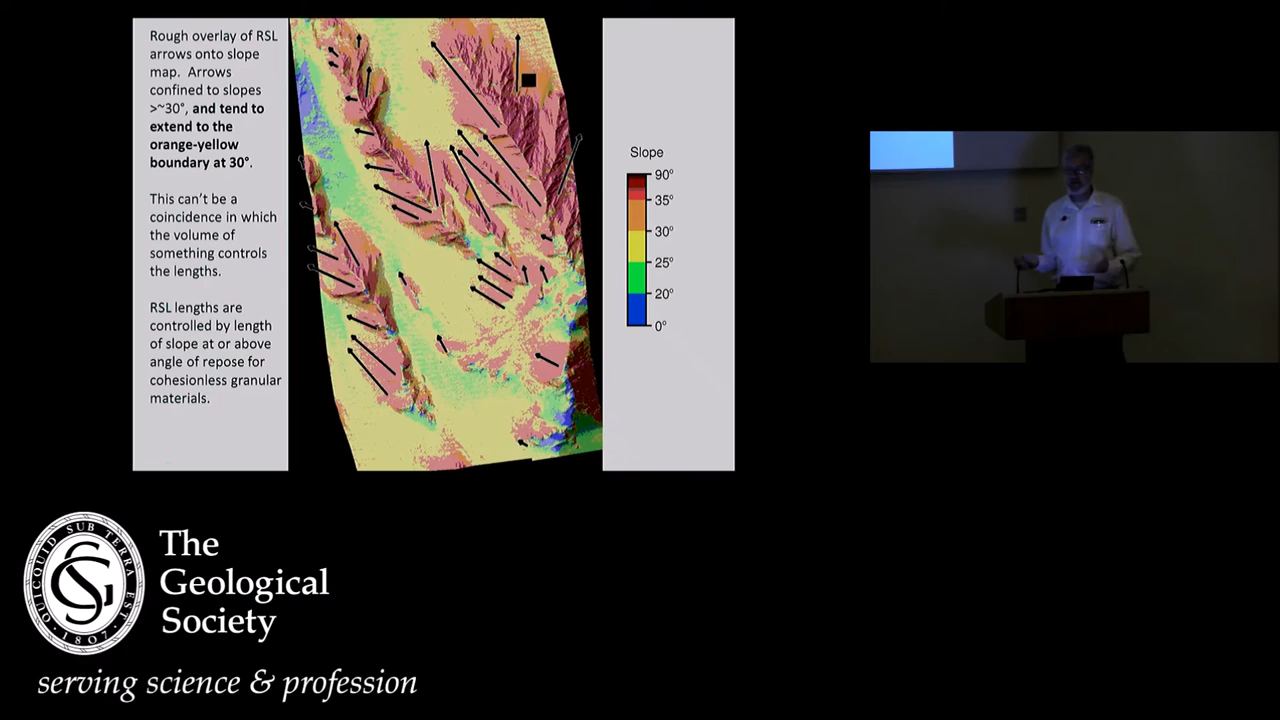 Rough overlay of RSL
arrows onto slope
map. Arrows
confined to slopes
>~30°, and tend to
extend to the
orange-yellow
boundary at 30°.
This can't be a
coincidence in which
the volume of
something controls
the lengths.
RSL lengths are
controlled by length
of slope at or above
angle of repose for
cohesionless granular
materials.
Slope
90°
35°
30°
25°
20°
0°
QUICQUID SUB TERRA EST
1807
The
Geological
Society
serving science & profession